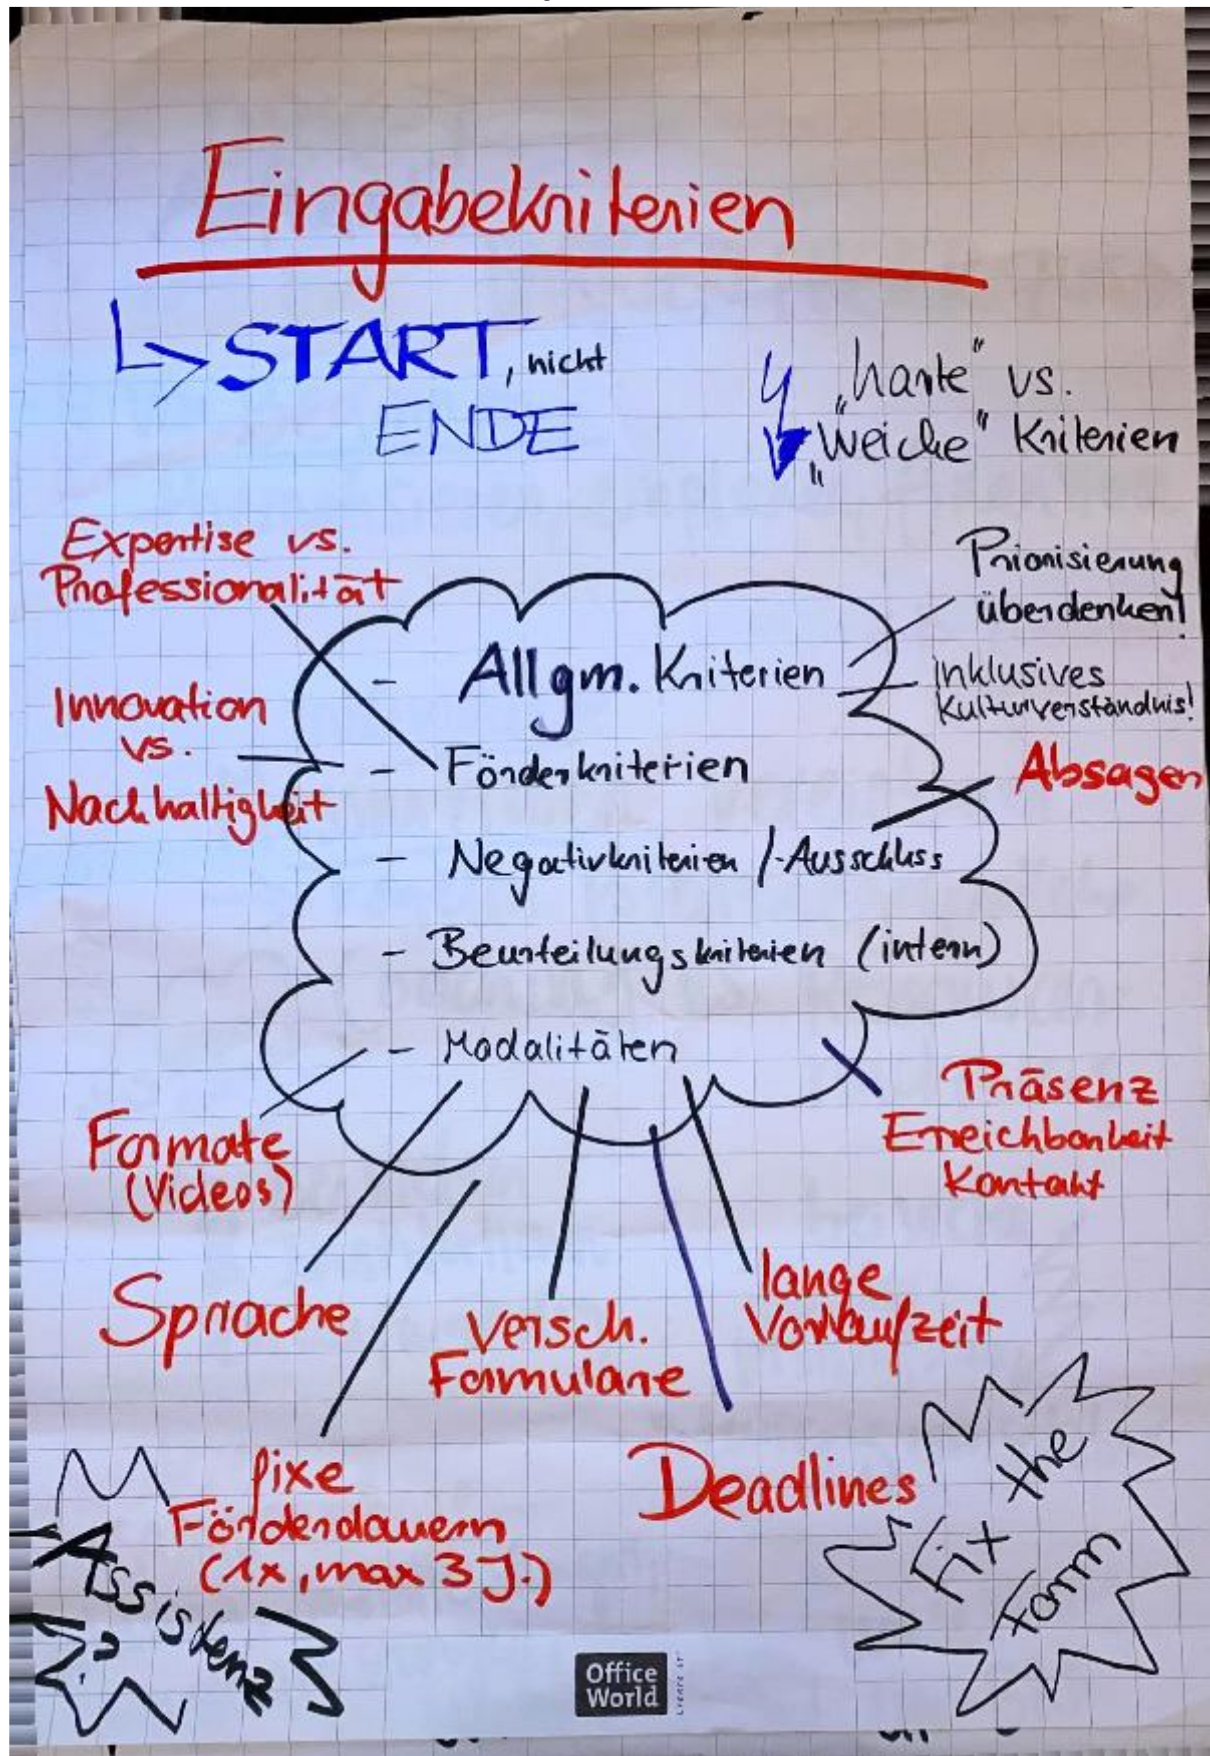 Eingabekriterien
START, nicht
ENDE
„harte" vs.
„Weiche" Kriterien
Expertise vs.
Professionalität
Priorisierung
überdenken!
- Allgm. Kriterien
inklusives
Kulturverständnis!
Innovation
vs.
Nachhaltigkeit
- Förderkriterien
Absagen
- Negativkriterien /-Ausschluss
- Beurteilungskriterien (intern)
- Modalitäten
Präsenz
Erreichbarkeit
Kontakt
Formate
(Videos)
Sprache
versch.
Formulare
lange
Vorlaufzeit
fixe
Förderdauern
(1x, max 3 J.)
Deadlines
Assistenz
?
Fix the
Form
Office
World